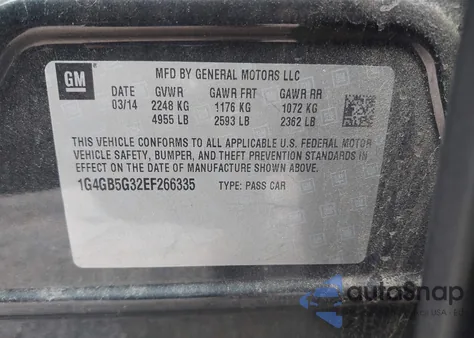 GM
MFD BY GENERAL MOTORS LLC
DATE GVWR GAWR FRT GAWR RR
03/14 2248 KG 1176 KG 1072 KG
4955 LB 2593 LB 2362 LB
THIS VEHICLE CONFORMS TO ALL APPLICABLE U.S. FEDERAL MOTOR
VEHICLE SAFETY, BUMPER, AND THEFT PREVENTION STANDARDS IN
EFFECT ON THE DATE OF MANUFACTURE SHOWN ABOVE.
1G4GB5G32EF266335 TYPE: PASS CAR
autoSnap